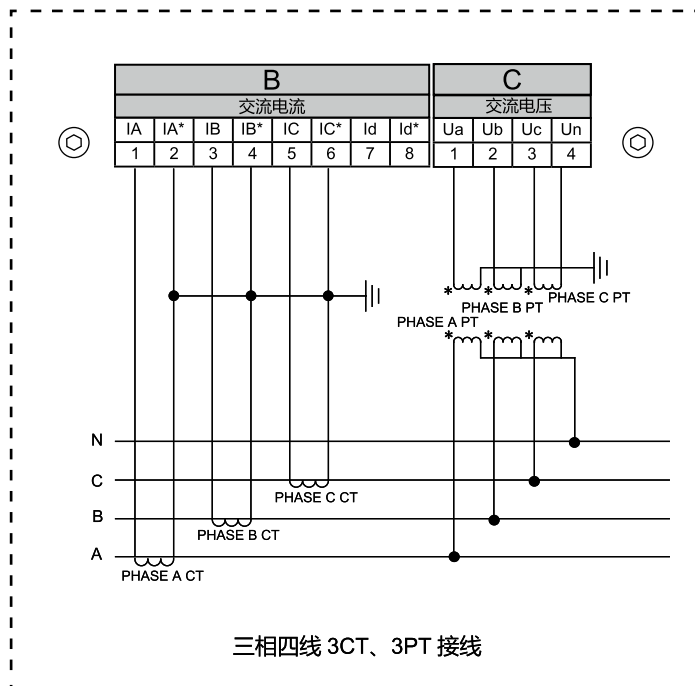 B
交流电流
IA IA* IB IB* IC IC* Id Id*
1 2 3 4 5 6 7 8
C
交流电压
Ua Ub Uc Un
1 2 3 4
* * *
PHASE C PT
PHASE B PT
PHASE A PT
* * *
N
C
PHASE C CT
B
PHASE B CT
A
PHASE A CT
三相四线 3CT、3PT 接线